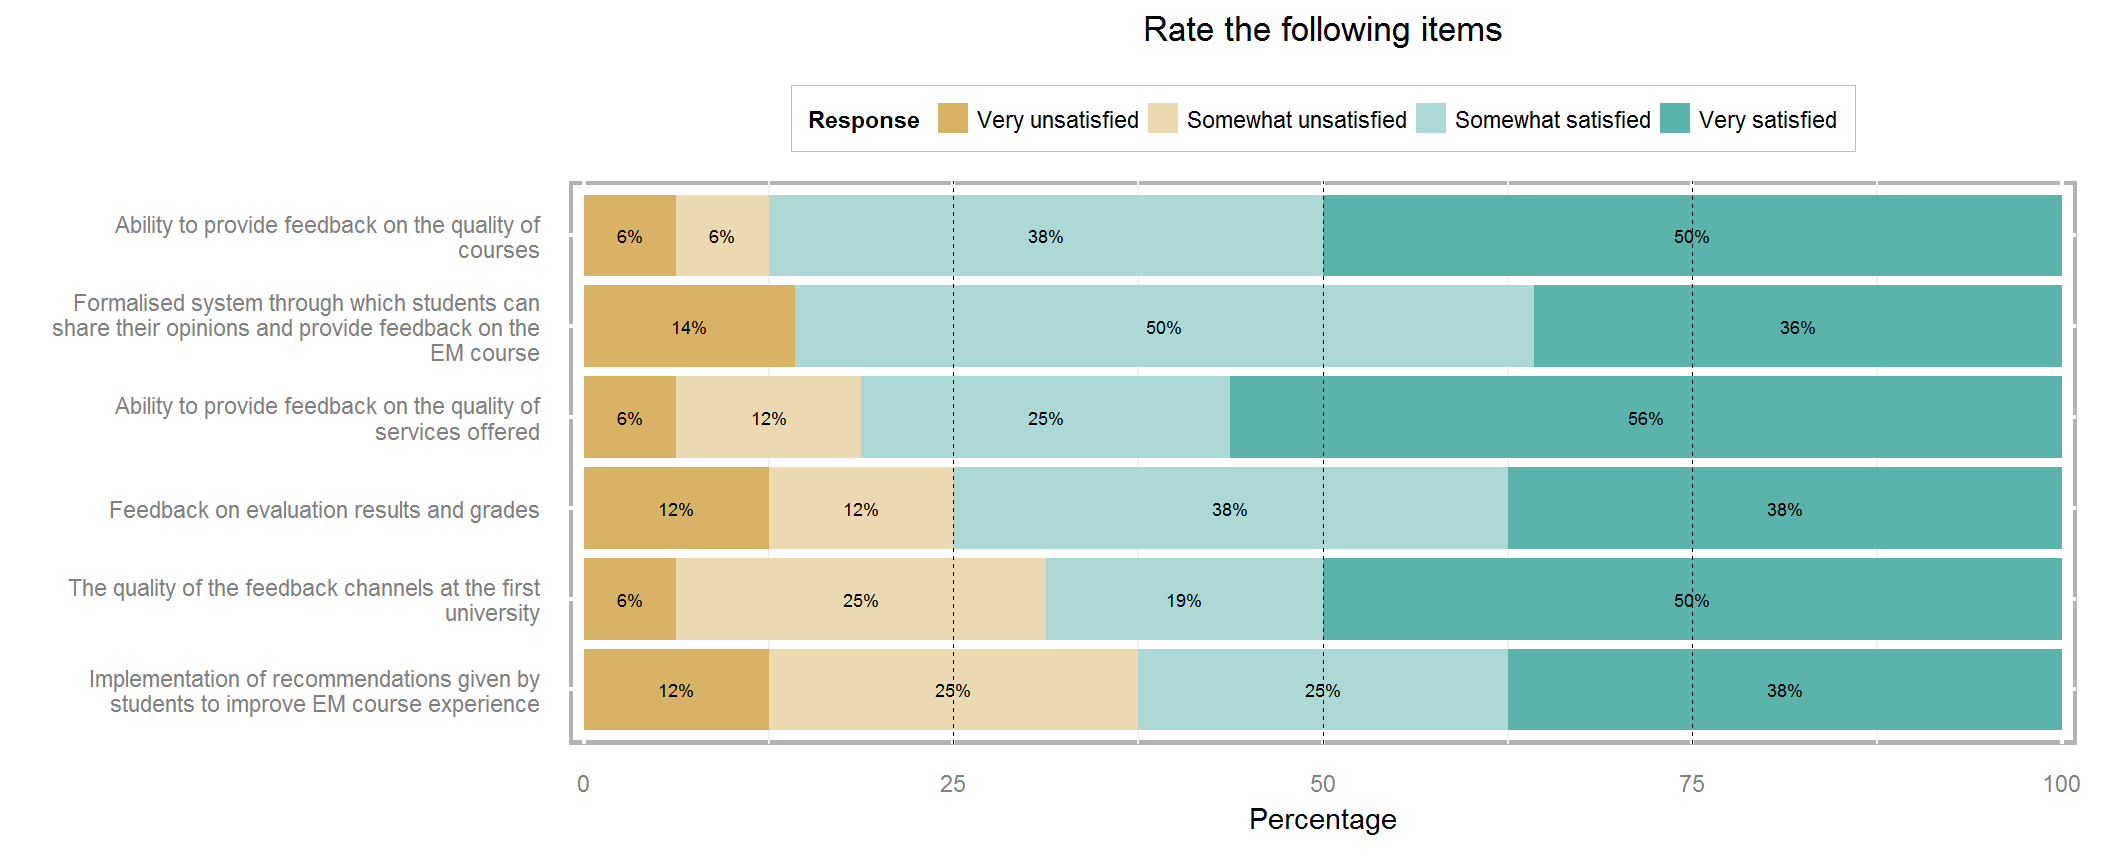 Rate the following items
Response Very unsatisfied Somewhat unsatisfied Somewhat satisfied Very satisfied
Ability to provide feedback on the quality of
courses
6% 6% 38% 50%
Formalised system through which students can
share their opinions and provide feedback on the
EM course
14% 50% 36%
Ability to provide feedback on the quality of
services offered
6% 12% 25% 56%
Feedback on evaluation results and grades
12% 12% 38% 38%
The quality of the feedback channels at the first
university
6% 25% 19% 50%
Implementation of recommendations given by
students to improve EM course experience
12% 25% 25% 38%
0 25 50 75 100
Percentage